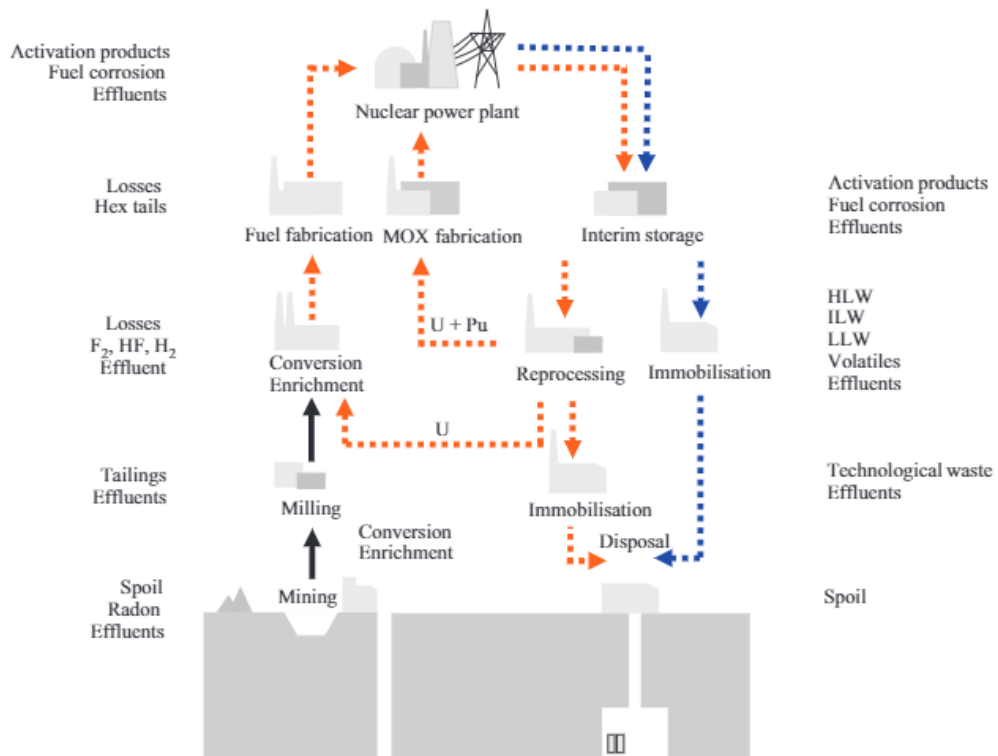 Activation products
Fuel corrosion
Effluents
Nuclear power plant
Losses
Hex tails
Fuel fabrication
MOX fabrication
Interim storage
Activation products
Fuel corrosion
Effluents
Losses
F₂, HF, H₂
Effluent
Conversion
Enrichment
U + Pu
Reprocessing
Immobilisation
HLW
ILW
LLW
Volatiles
Effluents
U
Tailings
Effluents
Milling
Immobilisation
Technological waste
Effluents
Conversion
Enrichment
Disposal
Spoil
Radon
Effluents
Mining
Spoil